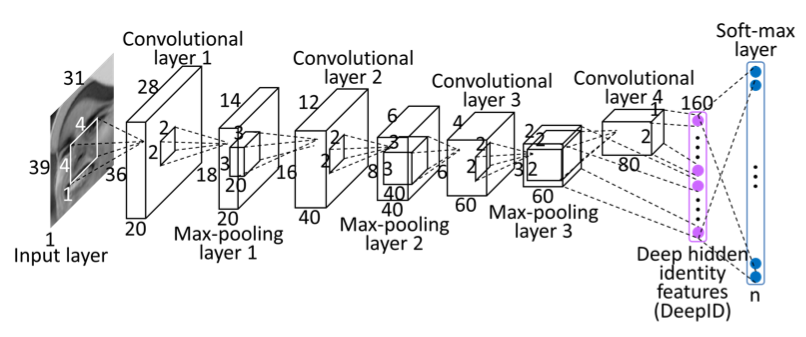 Convolutional
layer 1
Convolutional
layer 2
Convolutional
layer 3
Convolutional
layer 4
Soft-max
layer
31
39
1
4
4
1
Input layer
28
36
20
2
2
14
18
20
3
3
20
Max-pooling
layer 1
12
16
40
2
2
6
8
40
3
3
40
Max-pooling
layer 2
4
6
60
2
2
2
3
60
2
2
Max-pooling
layer 3
1
2
80
160
Deep hidden
identity
features
(DeepID)
n